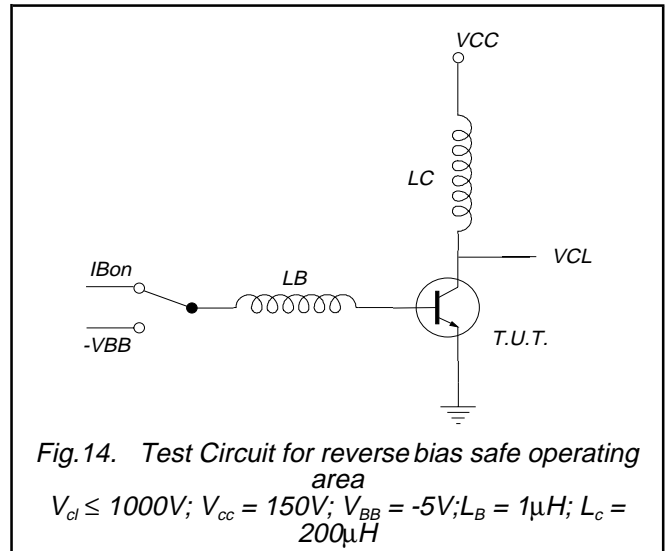 VCC
LC
IBon
LB
VCL
-VBB
T.U.T.
Fig.14. Test Circuit for reverse bias safe operating
area
Vcl ≤ 1000V; Vcc = 150V; VBB = -5V;LB = 1μH; Lc =
200μH